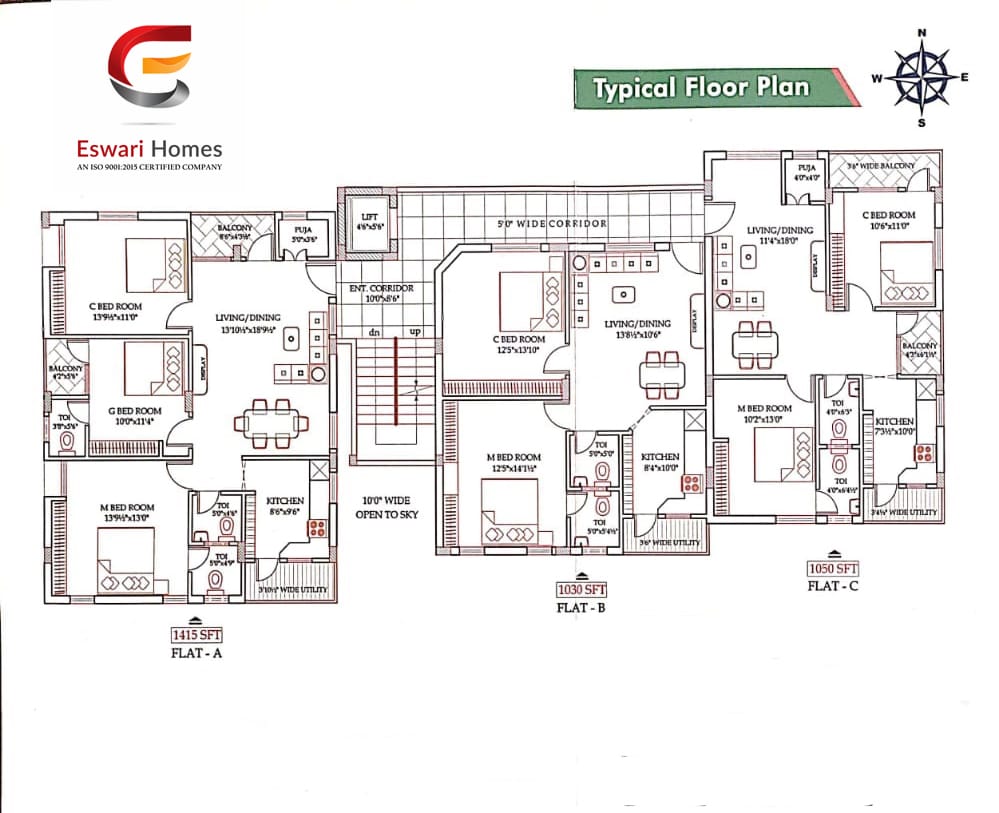 Eswari Homes
AN ISO 9001:2015 CERTIFIED COMPANY
Typical Floor Plan
N
W
E
S
BALCONY
8'6"x4'3½"
PUJA
5'0"x3'6"
C BED ROOM
13'9½"x11'0"
LIVING/DINING
13'10½"x18'9½"
DISPLAY
BALCONY
4'2"x5'8"
G BED ROOM
10'0"x11'4"
TOI
3'8"x5'6"
M BED ROOM
13'9½"x13'0"
TOI
5'0"x4'6"
TOI
5'0"x4'9"
KITCHEN
8'6"x9'6"
3'10½" WIDE UTILITY
1415 SFT
FLAT - A
LIFT
4'6"x5'6"
5'0" WIDE CORRIDOR
ENT. CORRIDOR
10'0"x8'6"
dn
up
10'0" WIDE
OPEN TO SKY
C BED ROOM
12'5"x13'10"
LIVING/DINING
13'8½"x10'6"
DISPLAY
M BED ROOM
12'5"x14'1½"
TOI
5'0"x5'0"
TOI
5'0"x5'4½"
KITCHEN
8'4"x10'0"
3'6" WIDE UTILITY
1030 SFT
FLAT - B
PUJA
4'0"x4'0"
3'6" WIDE BALCONY
C BED ROOM
10'6"x11'0"
LIVING/DINING
11'4"x18'0"
DISPLAY
BALCONY
4'2"x6'1½"
M BED ROOM
10'2"x13'0"
TOI
4'0"x6'3"
TOI
4'0"x6'4½"
KITCHEN
7'3½"x10'0"
3'4½" WIDE UTILITY
1050 SFT
FLAT - C